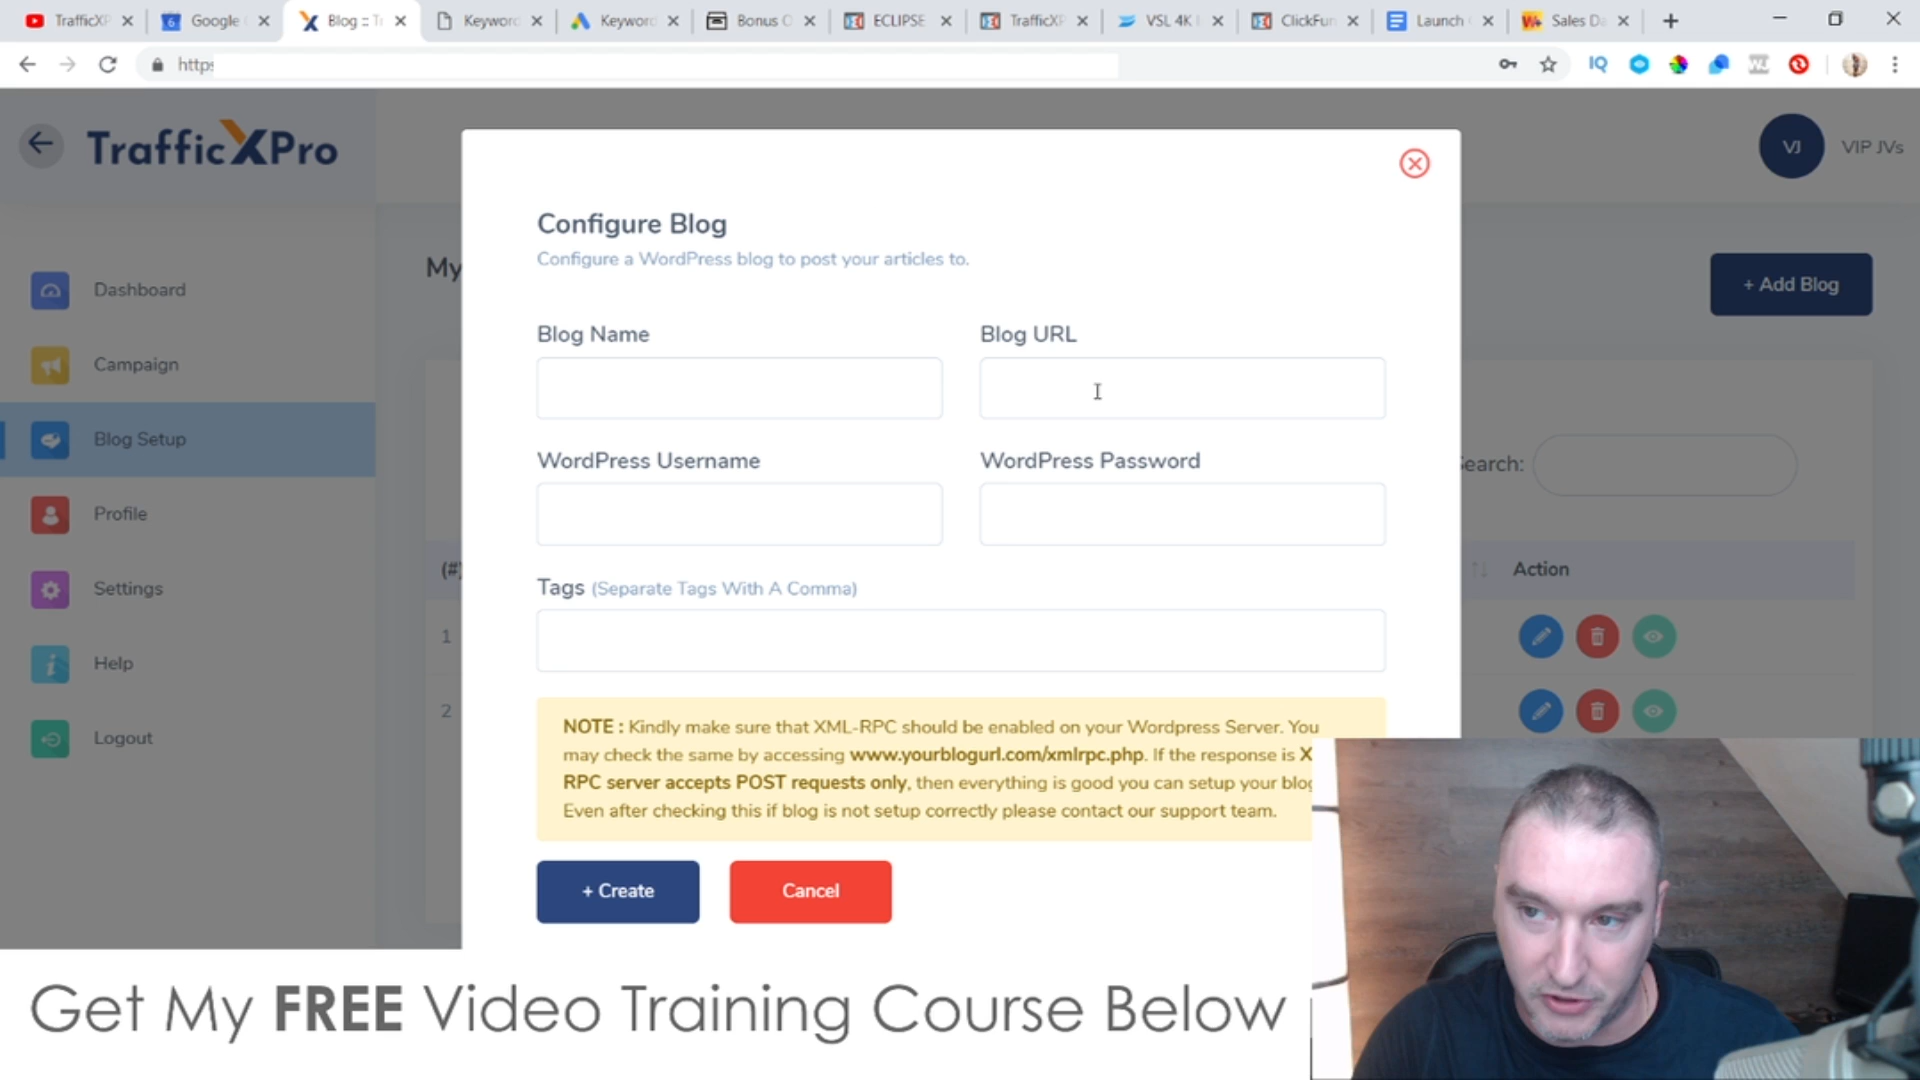 TrafficXP
Google
Blog :: Tr
Keyword
Keyword
Bonus O
ECLIPSE
TrafficXP
VSL 4K
ClickFun
Launch
Sales Da
https
IQ
TrafficXPro
VJ
VIP JVs
Dashboard
Campaign
Blog Setup
Profile
Settings
Help
Logout
My
+ Add Blog
Search:
(#)
Action
1
2
Configure Blog
Configure a WordPress blog to post your articles to.
Blog Name
Blog URL
WordPress Username
WordPress Password
Tags (Separate Tags With A Comma)
NOTE : Kindly make sure that XML-RPC should be enabled on your Wordpress Server. You
may check the same by accessing www.yourblogurl.com/xmlrpc.php. If the response is X
RPC server accepts POST requests only, then everything is good you can setup your blog
Even after checking this if blog is not setup correctly please contact our support team.
+ Create
Cancel
Get My FREE Video Training Course Below